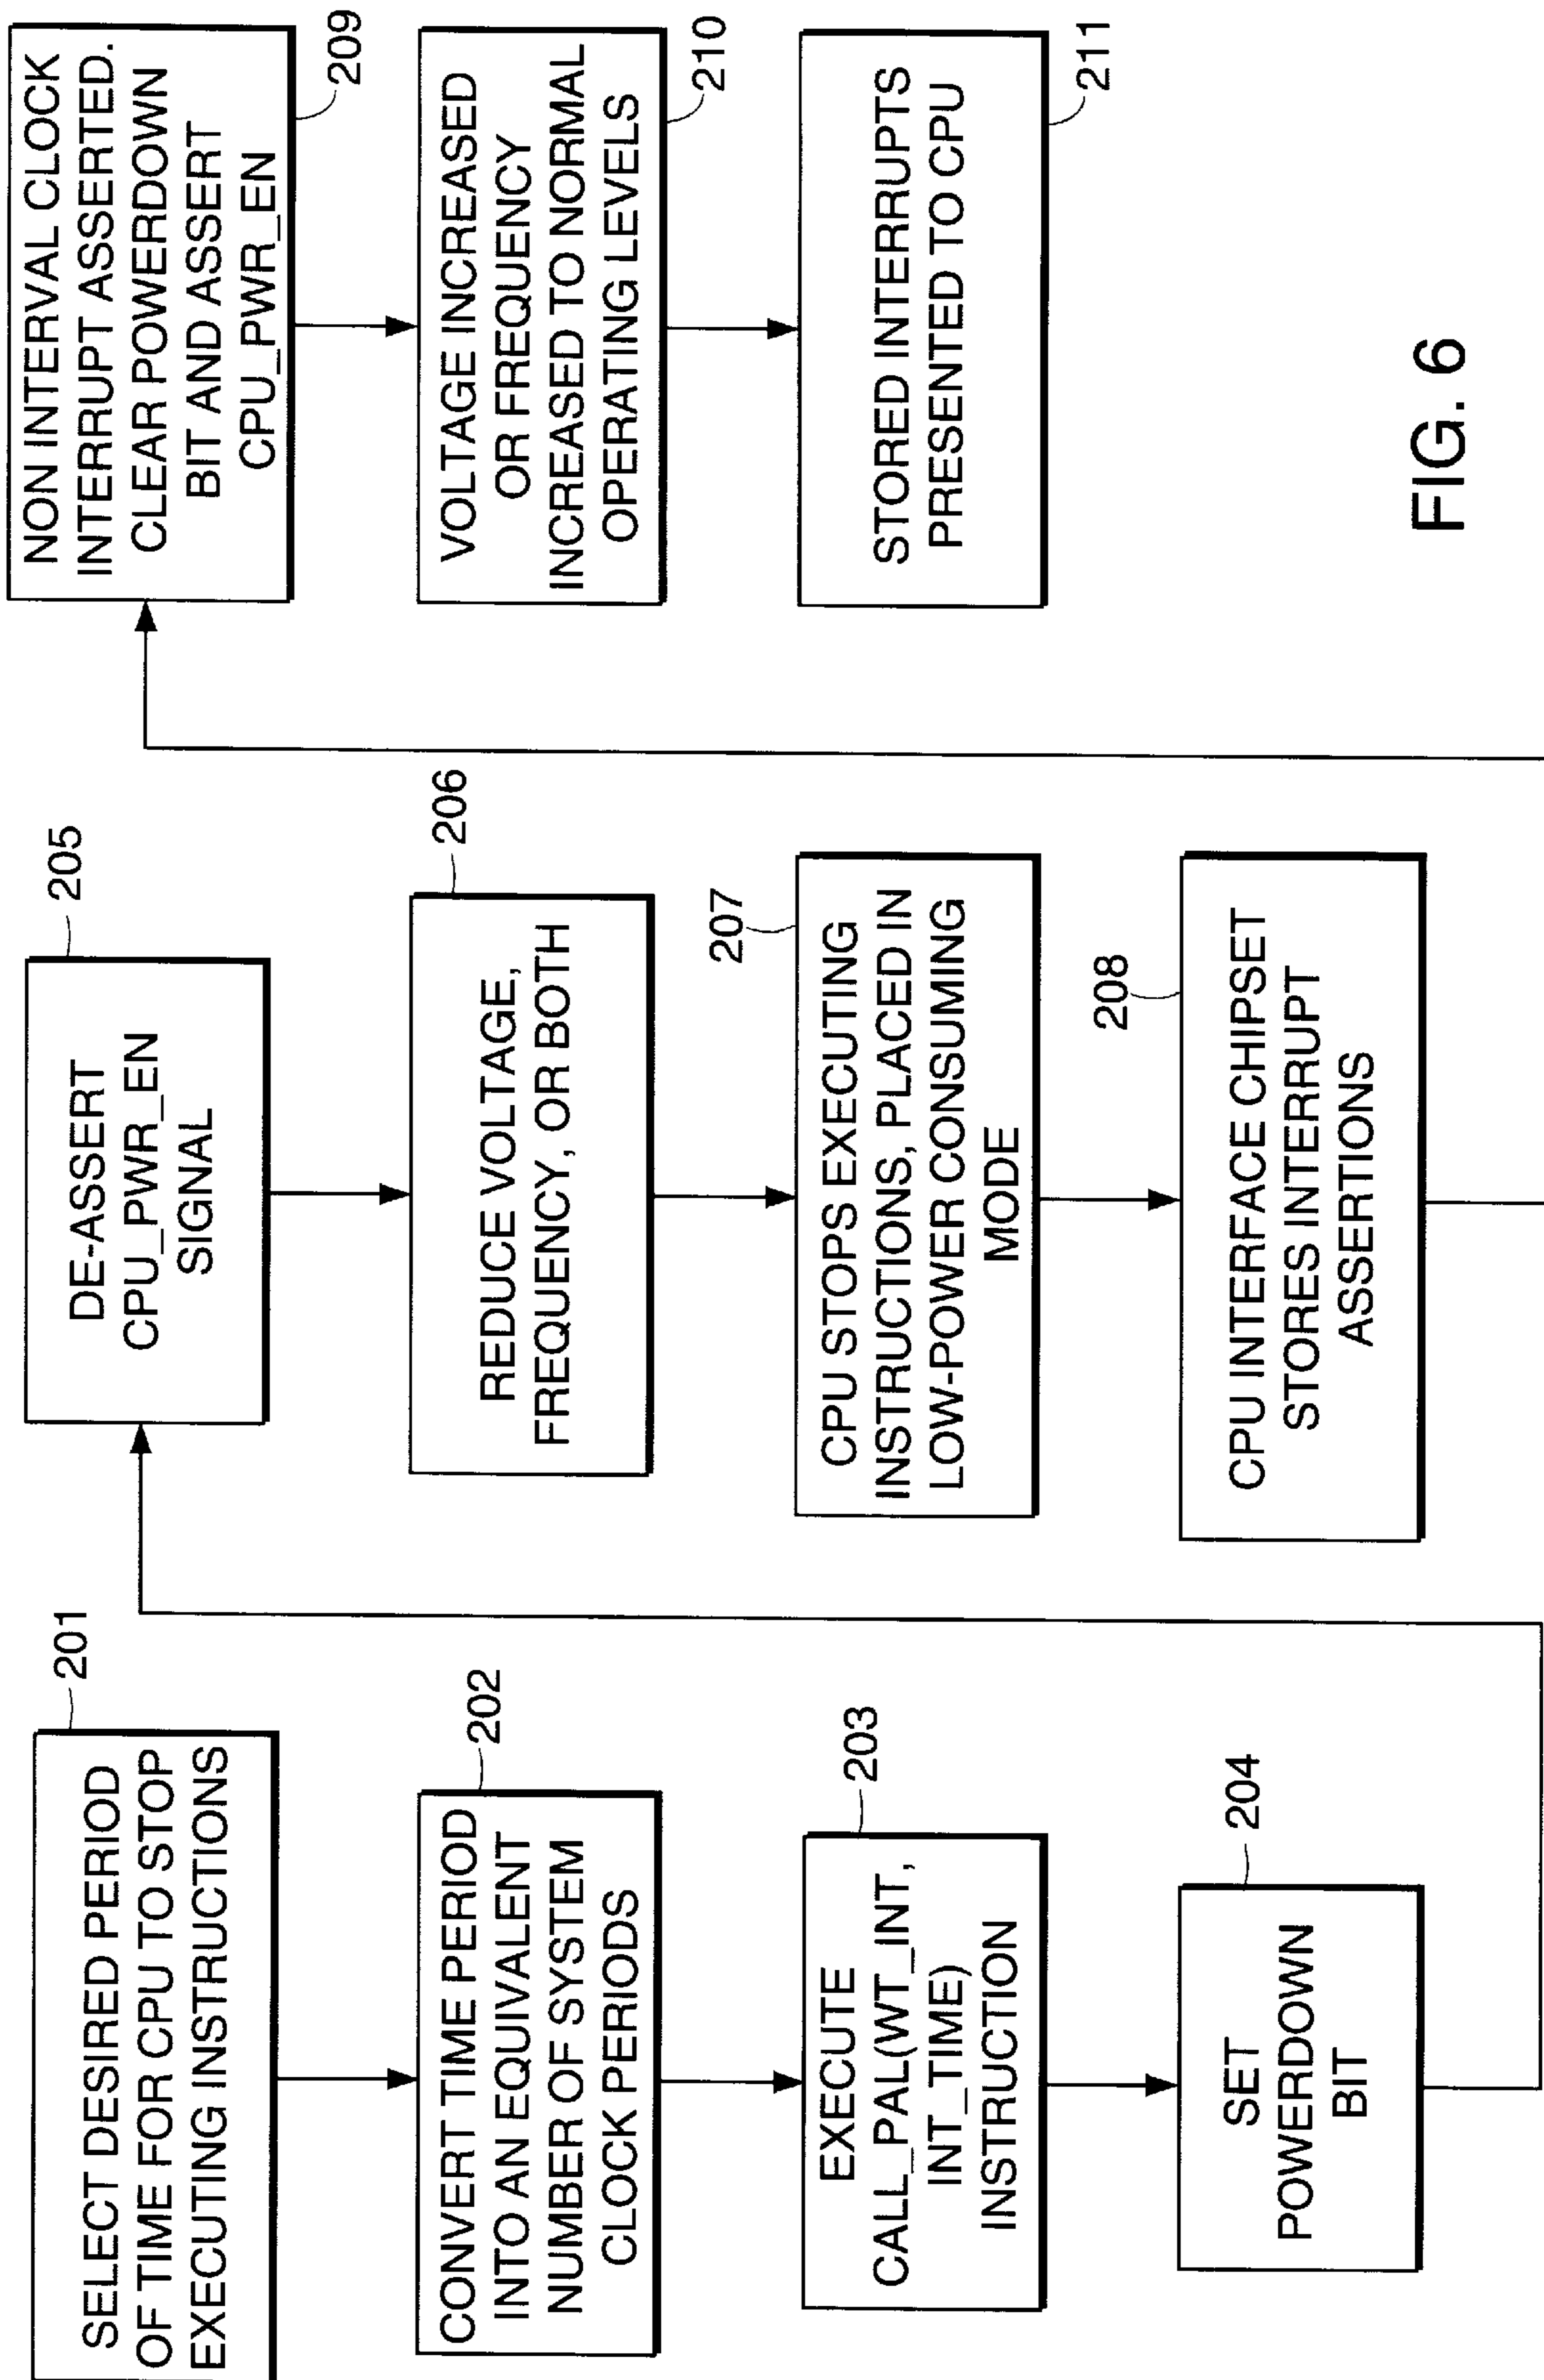 201
SELECT DESIRED PERIOD
OF TIME FOR CPU TO STOP
EXECUTING INSTRUCTIONS
202
CONVERT TIME PERIOD
INTO AN EQUIVALENT
NUMBER OF SYSTEM
CLOCK PERIODS
203
EXECUTE
CALL_PAL(WT_INT,
INT_TIME)
INSTRUCTION
204
SET
POWERDOWN
BIT
205
DE-ASSERT
CPU_PWR_EN
SIGNAL
206
REDUCE VOLTAGE,
FREQUENCY, OR BOTH
207
CPU STOPS EXECUTING
INSTRUCTIONS, PLACED IN
LOW-POWER CONSUMING
MODE
208
CPU INTERFACE CHIPSET
STORES INTERRUPT
ASSERTIONS
NON INTERVAL CLOCK
INTERRUPT ASSERTED.
CLEAR POWERDOWN
BIT AND ASSERT
CPU_PWR_EN
209
VOLTAGE INCREASED
OR FREQUENCY
INCREASED TO NORMAL
OPERATING LEVELS
210
STORED INTERRUPTS
PRESENTED TO CPU
211
FIG. 6